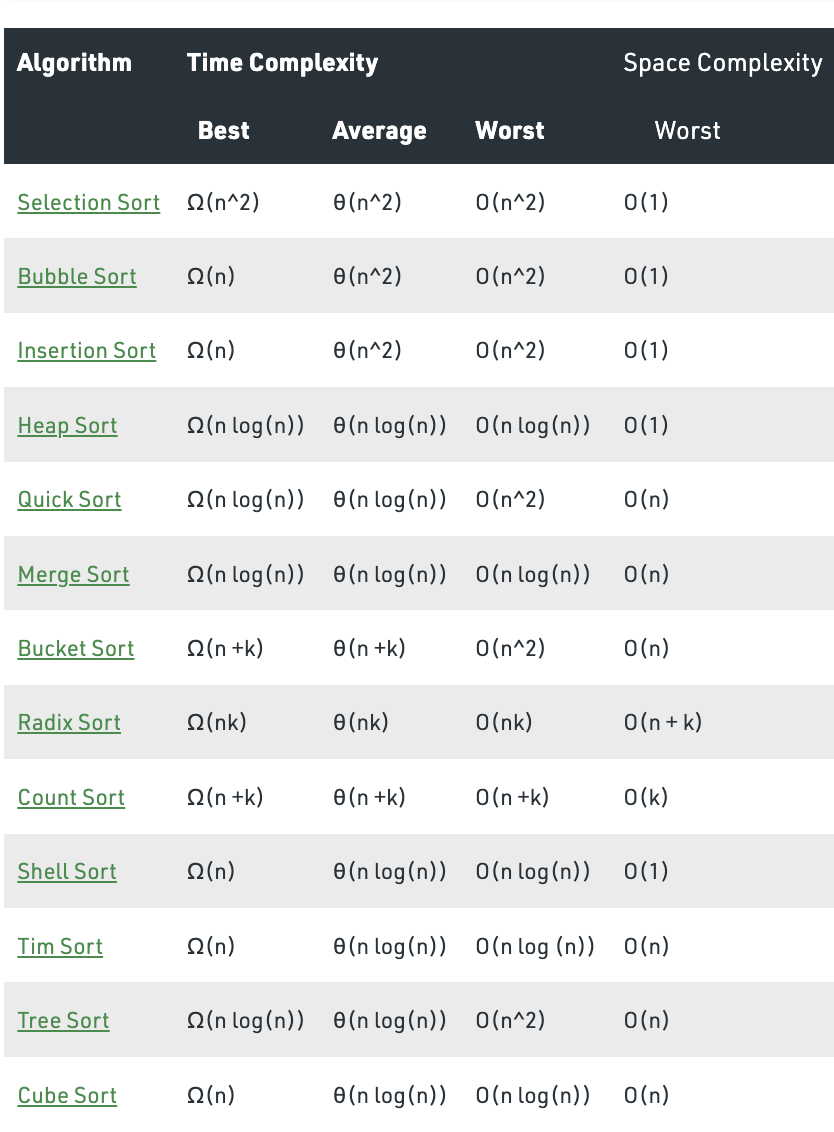 Algorithm Time Complexity Space Complexity
Best Average Worst Worst
Selection Sort Ω(n^2) θ(n^2) O(n^2) O(1)
Bubble Sort Ω(n) θ(n^2) O(n^2) O(1)
Insertion Sort Ω(n) θ(n^2) O(n^2) O(1)
Heap Sort Ω(n log(n)) θ(n log(n)) O(n log(n)) O(1)
Quick Sort Ω(n log(n)) θ(n log(n)) O(n^2) O(n)
Merge Sort Ω(n log(n)) θ(n log(n)) O(n log(n)) O(n)
Bucket Sort Ω(n +k) θ(n +k) O(n^2) O(n)
Radix Sort Ω(nk) θ(nk) O(nk) O(n + k)
Count Sort Ω(n +k) θ(n +k) O(n +k) O(k)
Shell Sort Ω(n) θ(n log(n)) O(n log(n)) O(1)
Tim Sort Ω(n) θ(n log(n)) O(n log (n)) O(n)
Tree Sort Ω(n log(n)) θ(n log(n)) O(n^2) O(n)
Cube Sort Ω(n) θ(n log(n)) O(n log(n)) O(n)